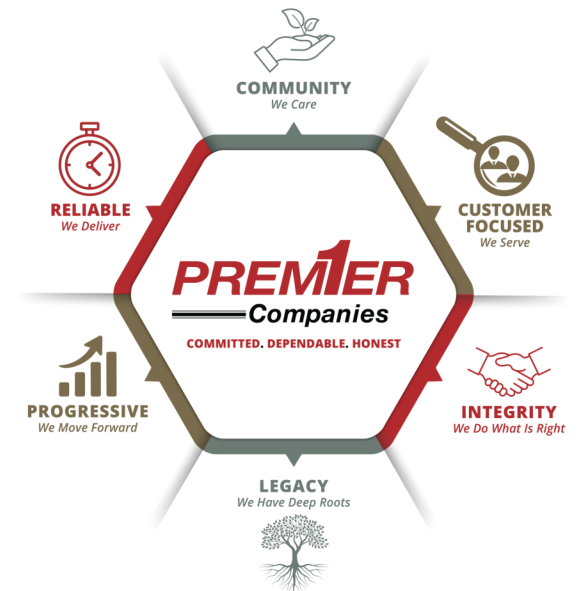 COMMUNITY
We Care
RELIABLE
We Deliver
CUSTOMER
FOCUSED
We Serve
PREM1ER
Companies
COMMITTED. DEPENDABLE. HONEST
PROGRESSIVE
We Move Forward
INTEGRITY
We Do What Is Right
LEGACY
We Have Deep Roots